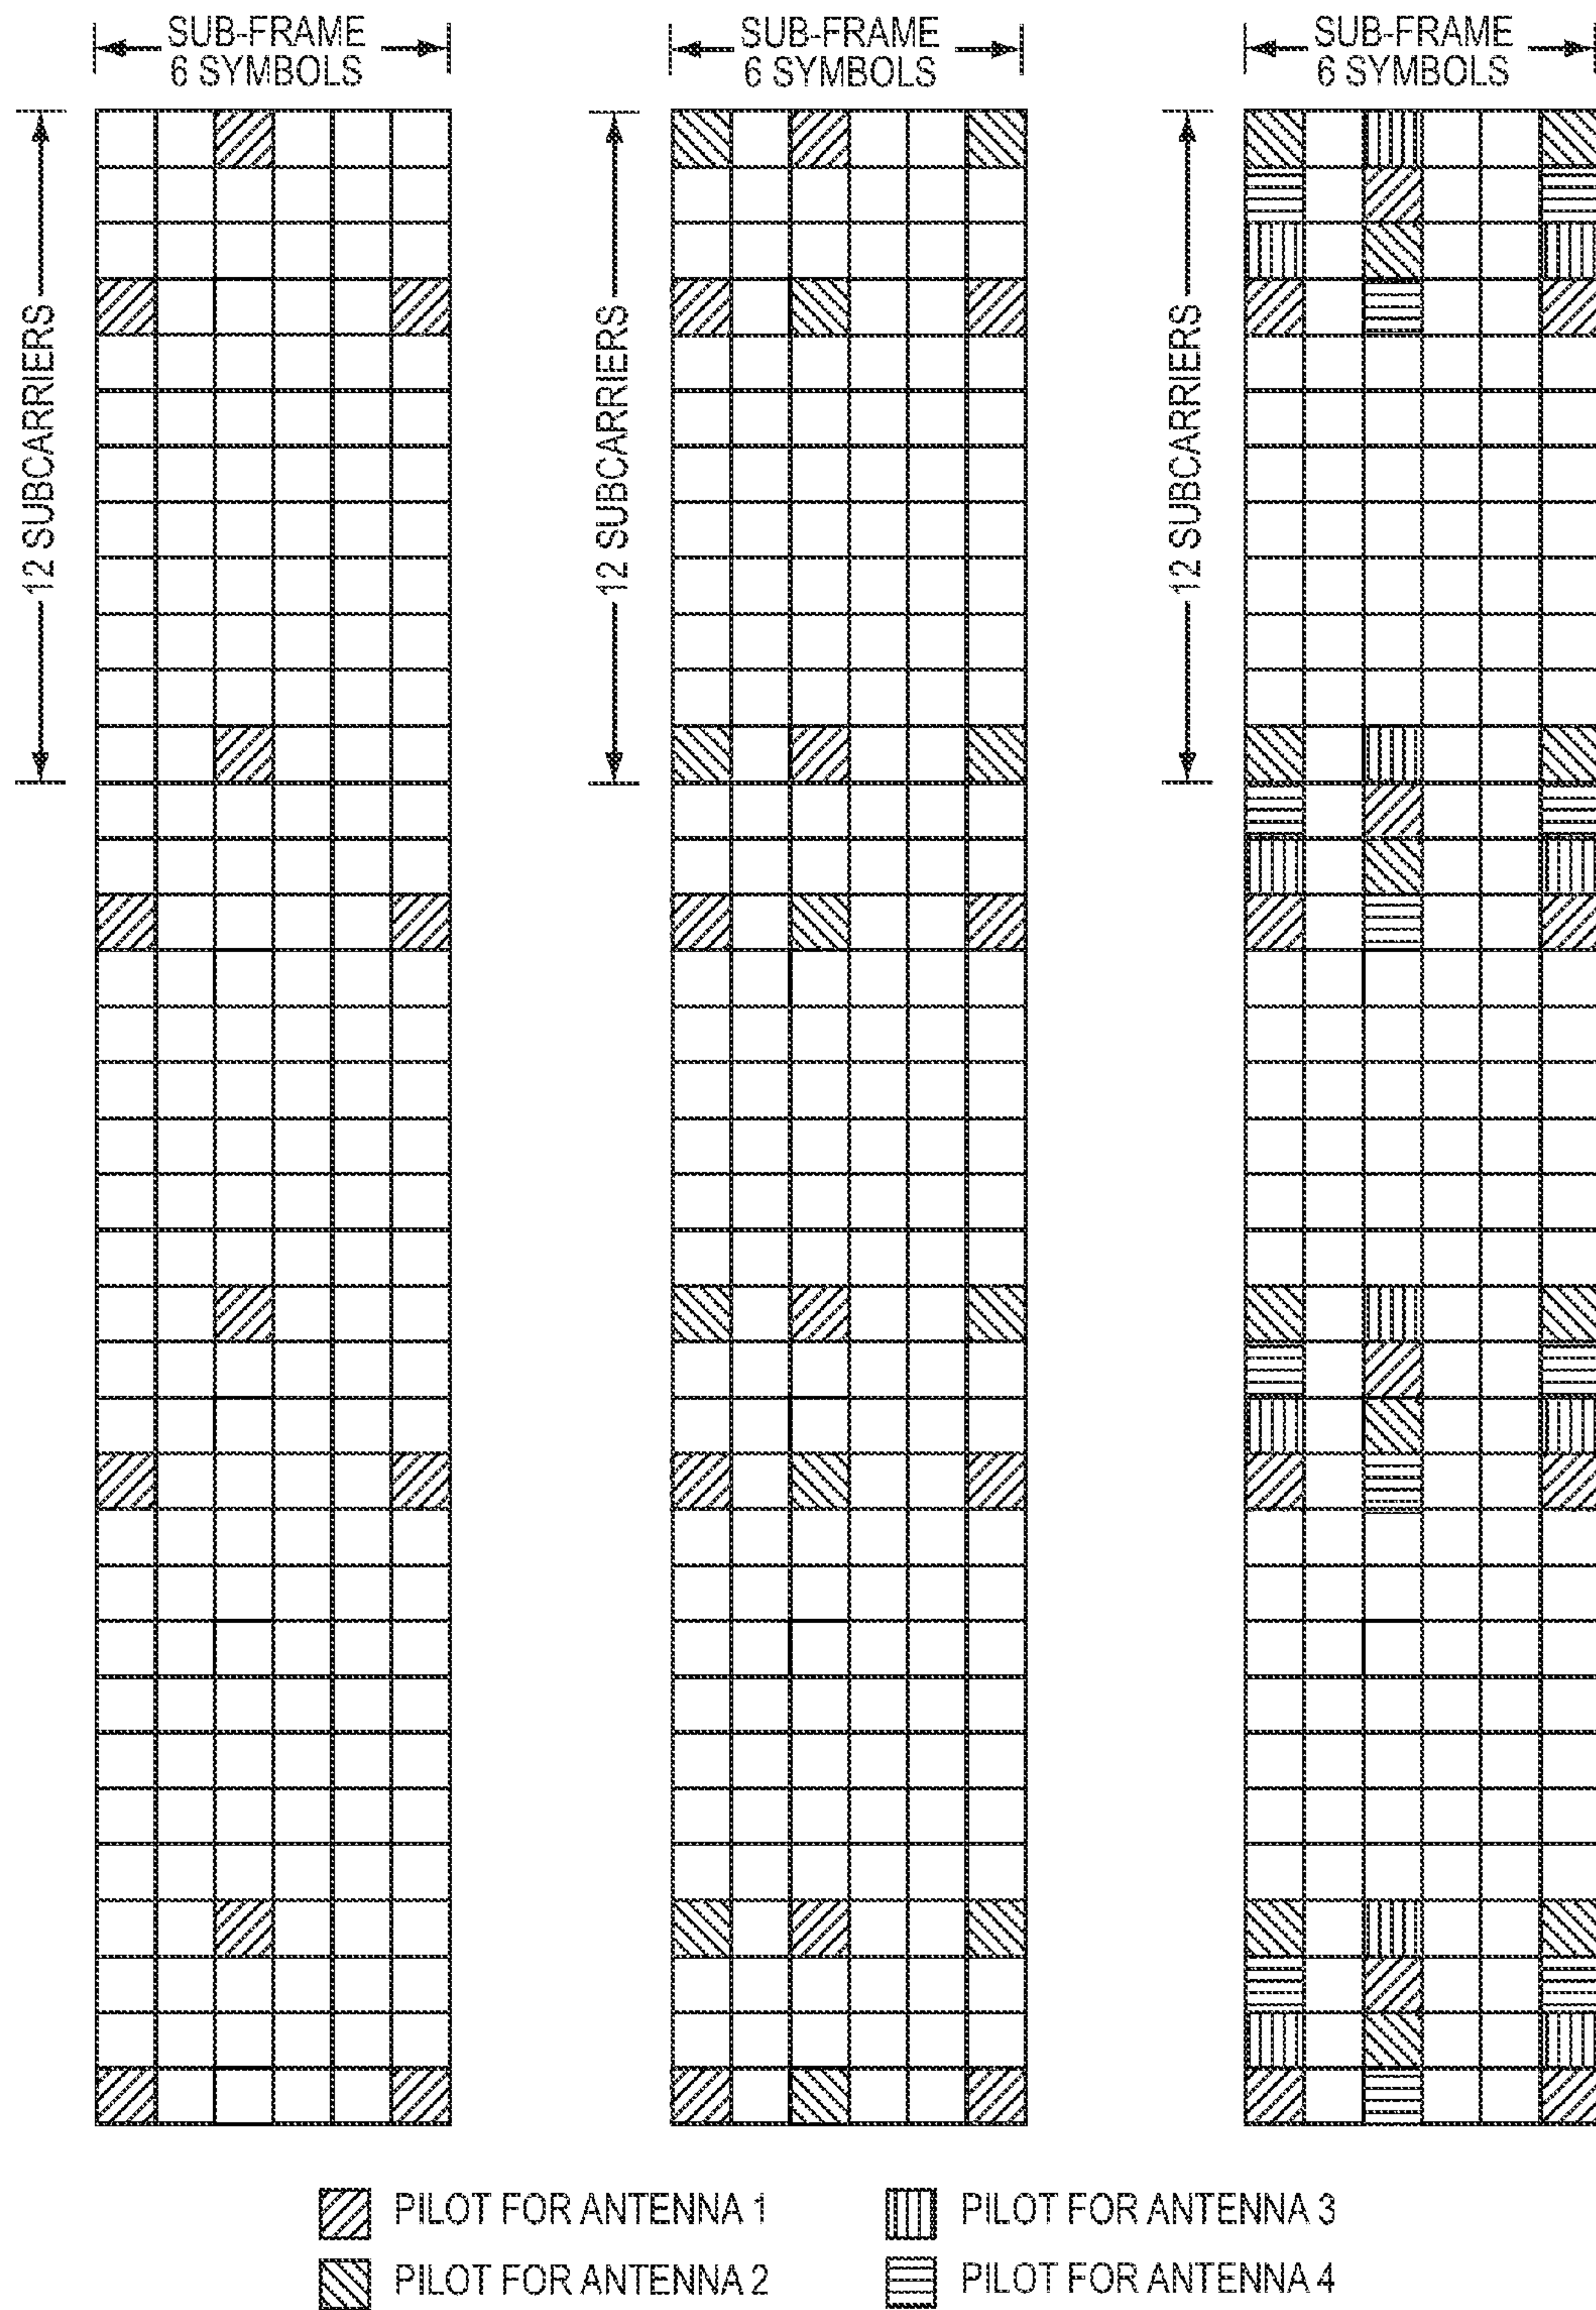 SUB-FRAME
6 SYMBOLS
SUB-FRAME
6 SYMBOLS
SUB-FRAME
6 SYMBOLS
12 SUBCARRIERS
12 SUBCARRIERS
12 SUBCARRIERS
PILOT FOR ANTENNA 1
PILOT FOR ANTENNA 2
PILOT FOR ANTENNA 3
PILOT FOR ANTENNA 4